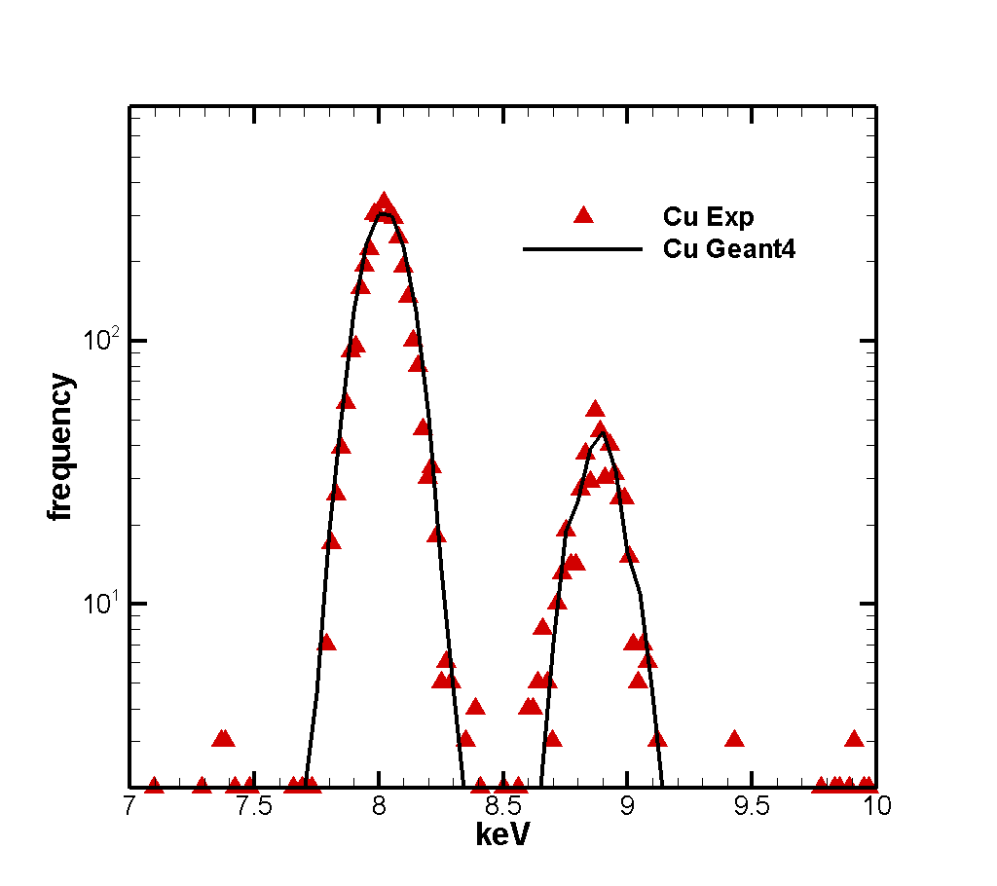 Cu Exp
Cu Geant4
10²
10¹
frequency
7 7.5 8 8.5 9 9.5 10
keV